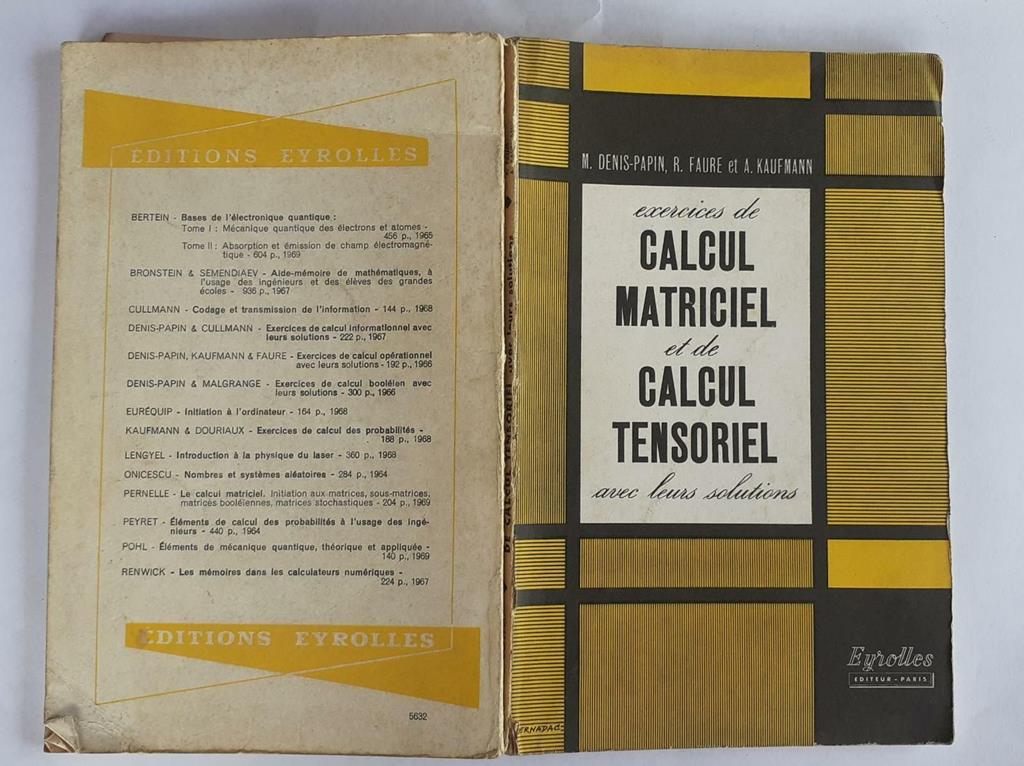 EDITIONS EYROLLES
BERTEIN - Bases de l'électronique quantique :
Tome I : Mécanique quantique des électrons et atomes -
456 p., 1965
Tome II : Absorption et émission de champ électromagné-
tique - 604 p., 1969
BRONSTEIN & SEMENDIAEV - Aide-mémoire de mathématiques, à
l'usage des ingénieurs et des élèves des grandes
écoles - 936 p., 1967
CULLMANN - Codage et transmission de l'information - 144 p., 1968
DENIS-PAPIN & CULLMANN - Exercices de calcul informationnel avec
leurs solutions - 222 p., 1967
DENIS-PAPIN, KAUFMANN & FAURE - Exercices de calcul opérationnel
avec leurs solutions - 192 p., 1966
DENIS-PAPIN & MALGRANGE - Exercices de calcul booléien avec
leurs solutions - 300 p., 1966
EURÉQUIP - Initiation à l'ordinateur - 164 p., 1968
KAUFMANN & DOURIAUX - Exercices de calcul des probabilités -
188 p., 1968
LENGYEL - Introduction à la physique du laser - 360 p., 1968
ONICESCU - Nombres et systèmes aléatoires - 284 p., 1964
PERNELLE - Le calcul matriciel. Initiation aux matrices, sous-matrices,
matrices booléiennes, matrices stochastiques - 204 p., 1969
PEYRET - Éléments de calcul des probabilités à l'usage des ingé-
nieurs - 440 p., 1964
POHL - Éléments de mécanique quantique, théorique et appliquée -
140 p., 1969
RENWICK - Les mémoires dans les calculateurs numériques -
224 p., 1967
EDITIONS EYROLLES
5632
M. DENIS-PAPIN, R. FAURE et A. KAUFMANN
exercices de
CALCUL
MATRICIEL
et de
CALCUL
TENSORIEL
avec leurs solutions
Eyrolles
EDITEUR - PARIS